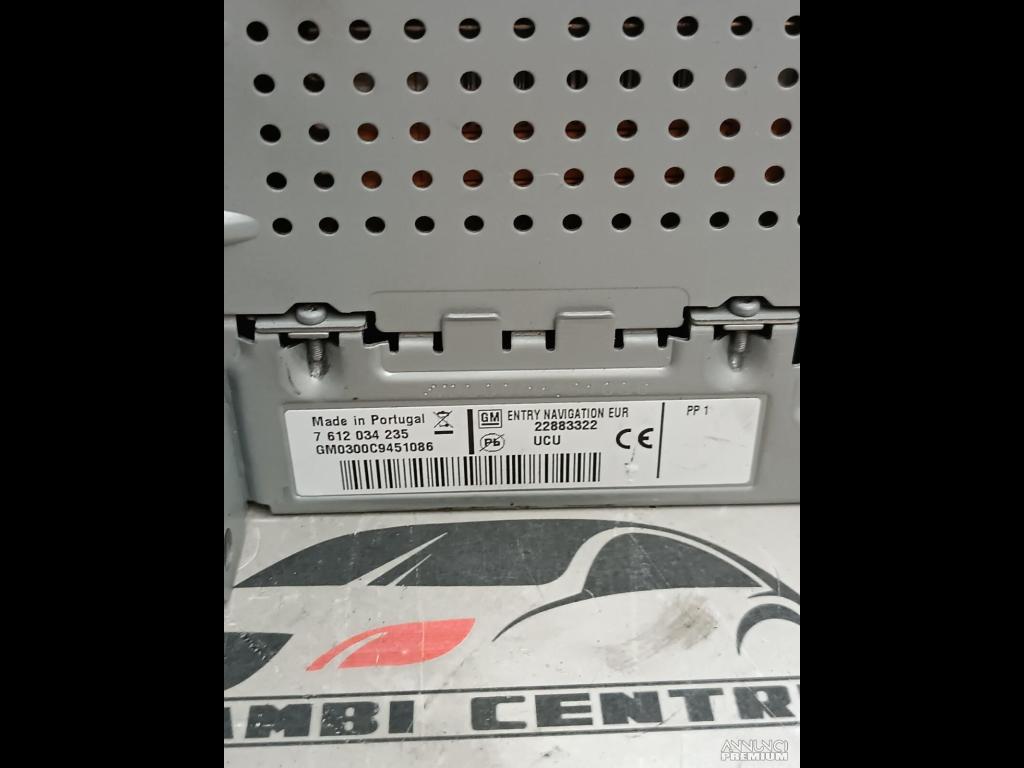 Made in Portugal
7 612 034 235
GM0300C9451086
GM
ENTRY NAVIGATION EUR
22883322
Pb
UCU
CE
PP 1
AMBI CENTR
ANNUNCI
PREMIUM